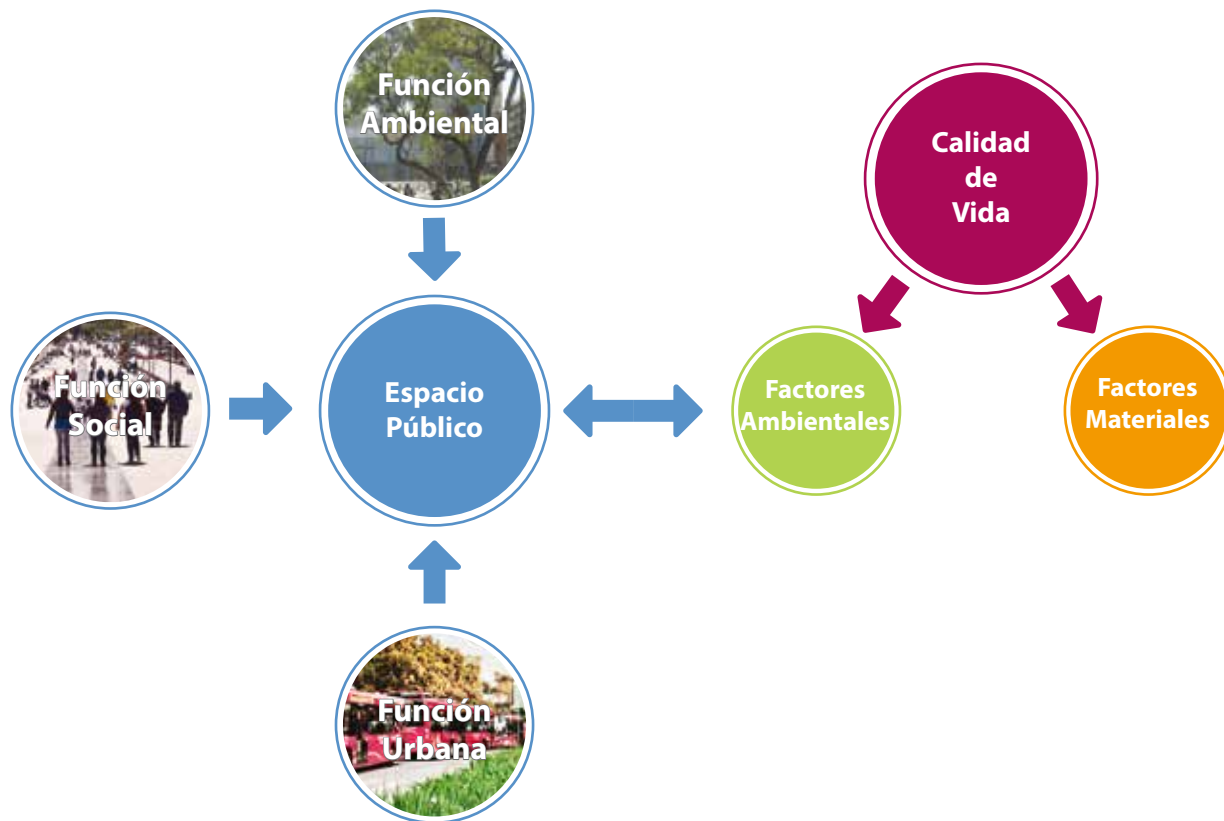 Función
Ambiental
Calidad
de
Vida
Función
Social
Espacio
Público
Factores
Ambientales
Factores
Materiales
Función
Urbana